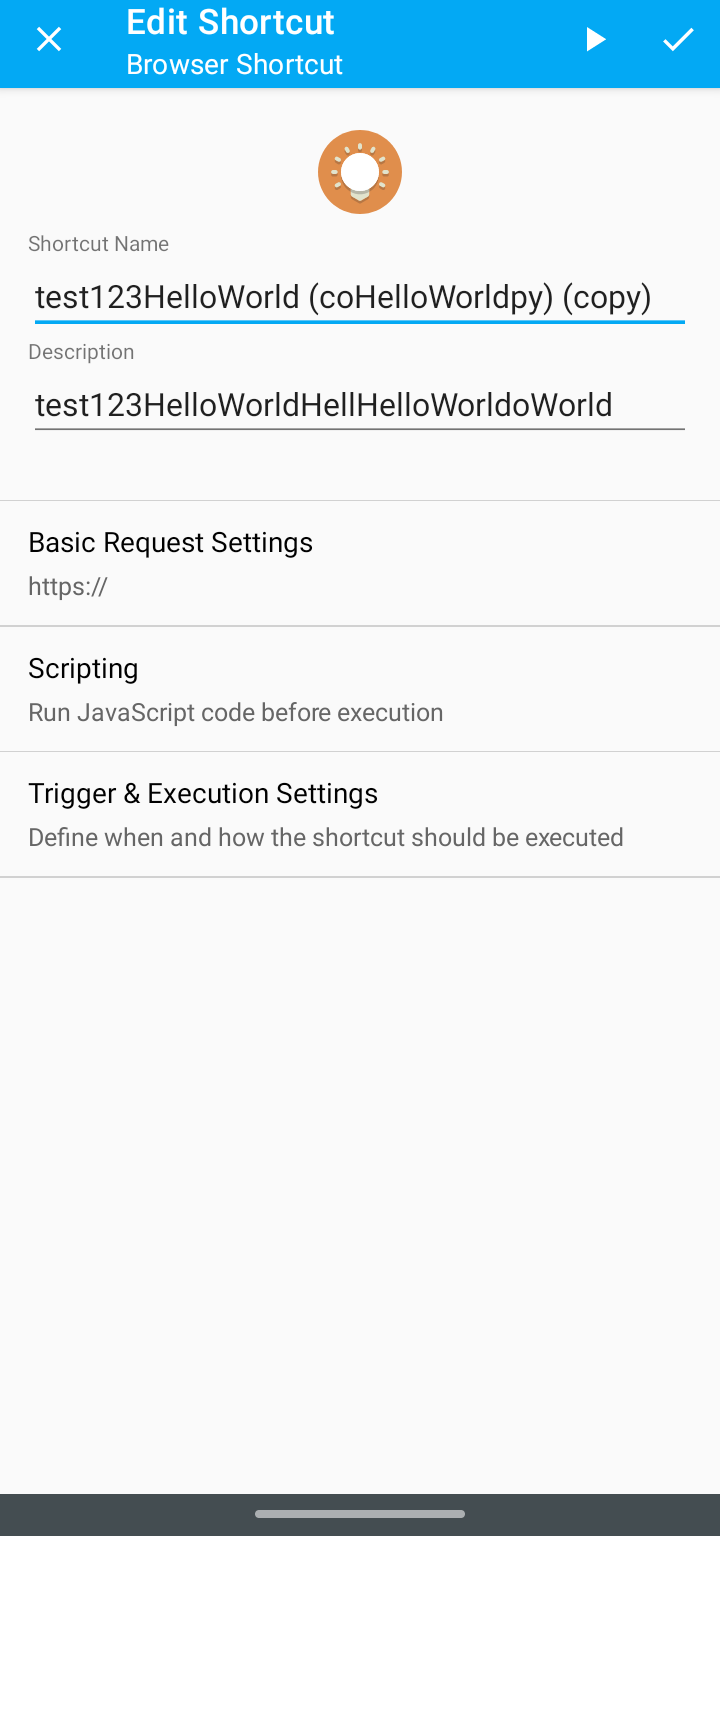 Edit Shortcut
Browser Shortcut
Shortcut Name
test123HelloWorld (coHelloWorldpy) (copy)
Description
test123HelloWorldHellHelloWorldoWorld
Basic Request Settings
https://
Scripting
Run JavaScript code before execution
Trigger & Execution Settings
Define when and how the shortcut should be executed